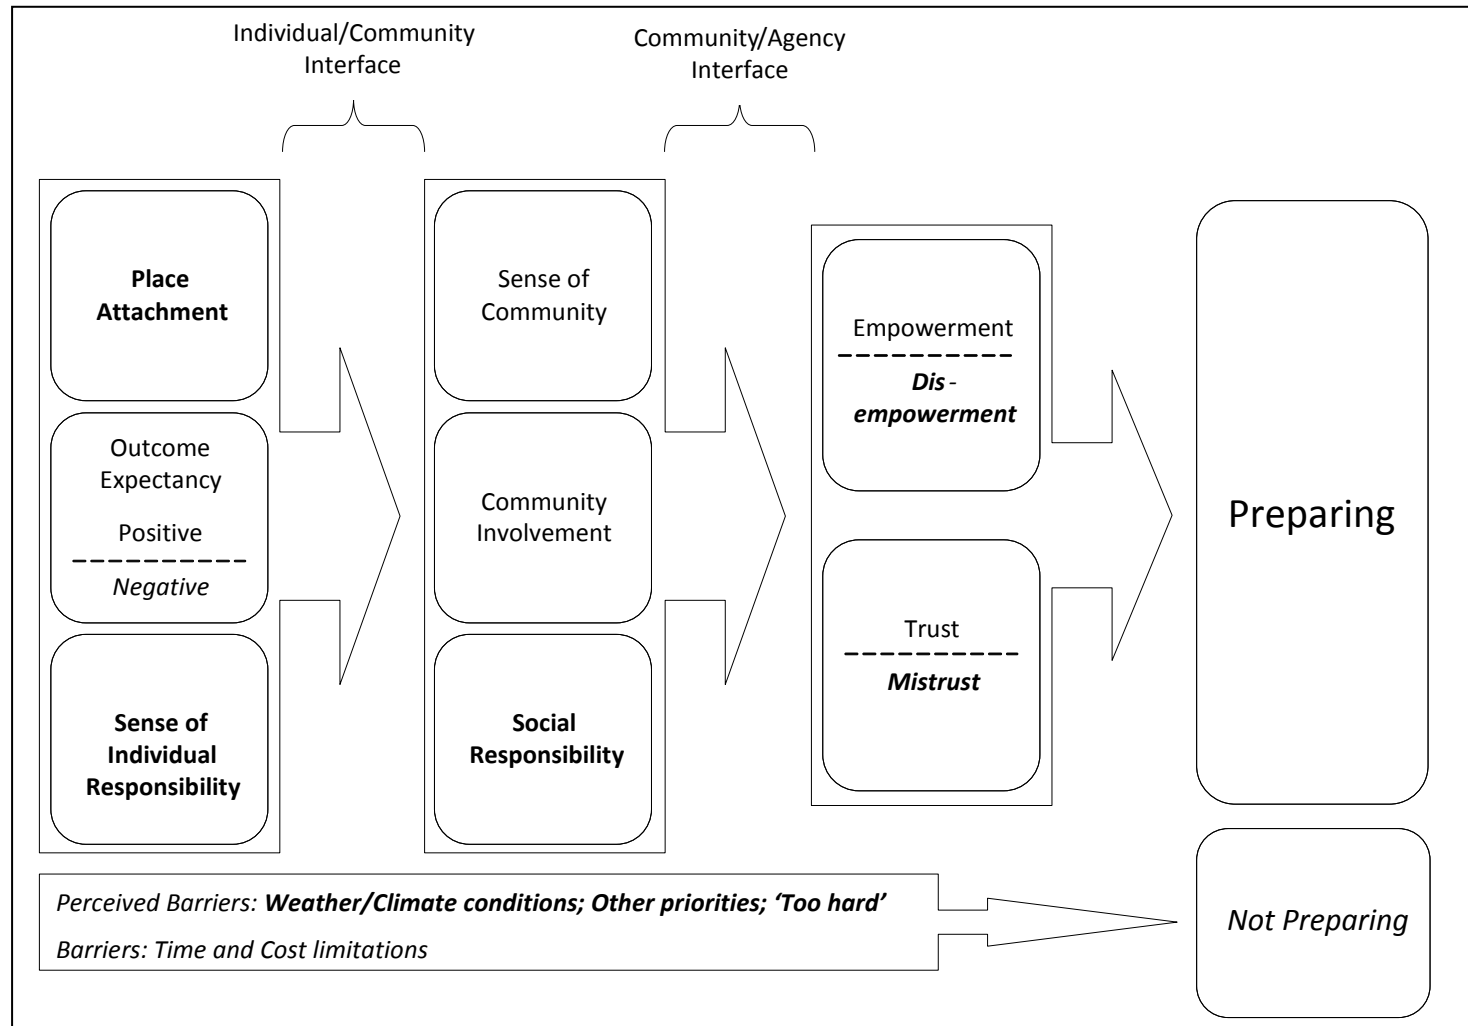 Individual/Community
Interface
Community/Agency
Interface
Place
Attachment
Outcome
Expectancy
Positive
Negative
Sense of
Individual
Responsibility
Sense of
Community
Community
Involvement
Social
Responsibility
Empowerment
Dis-
empowerment
Trust
Mistrust
Preparing
Perceived Barriers: Weather/Climate conditions; Other priorities; ‘Too hard’
Barriers: Time and Cost limitations
Not Preparing